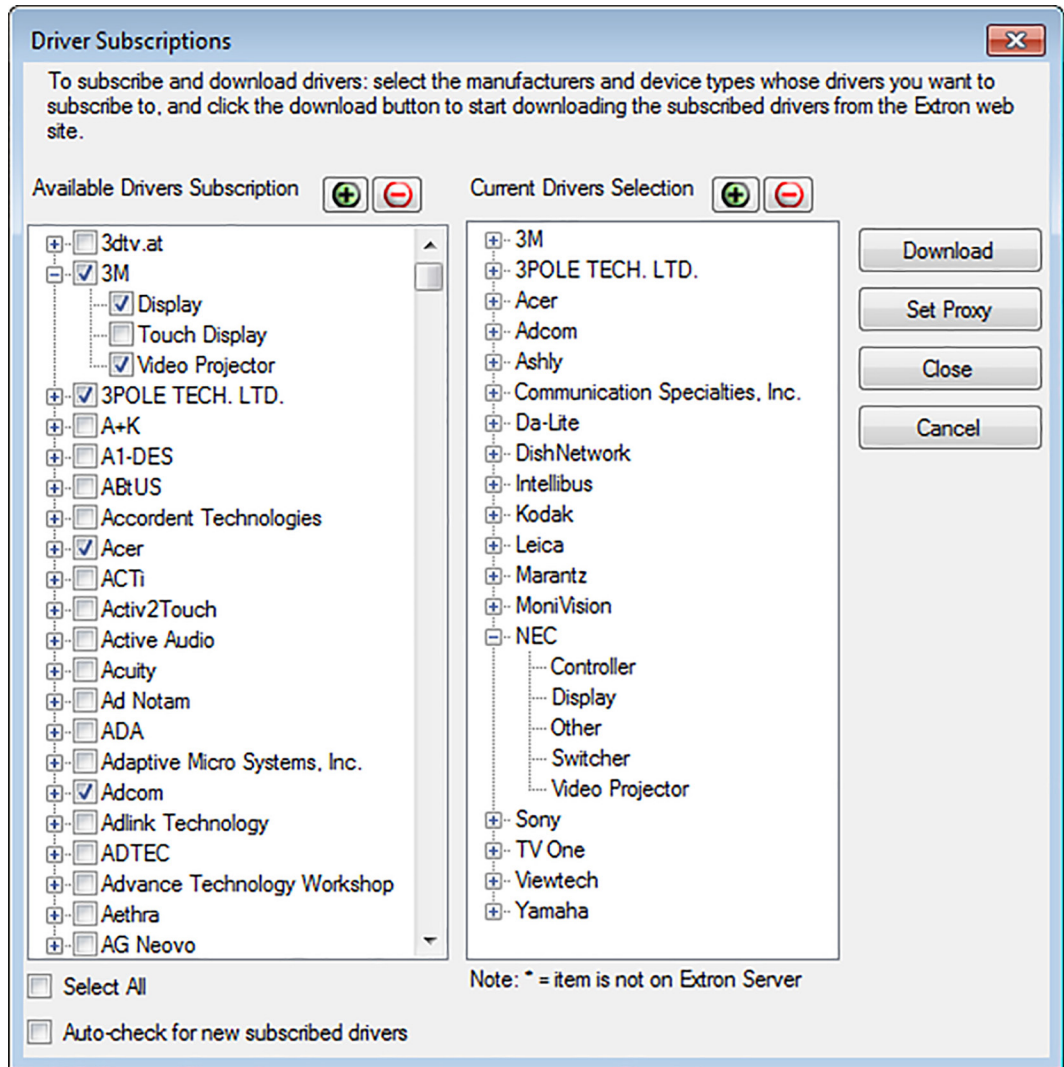 Driver Subscriptions
To subscribe and download drivers: select the manufacturers and device types whose drivers you want to
subscribe to, and click the download button to start downloading the subscribed drivers from the Extron web
site.
Available Drivers Subscription
3dtv.at
3M
Display
Touch Display
Video Projector
3POLE TECH. LTD.
A+K
A1-DES
ABtUS
Accordent Technologies
Acer
ACTi
Activ2Touch
Active Audio
Acuity
Ad Notam
ADA
Adaptive Micro Systems, Inc.
Adcom
Adlink Technology
ADTEC
Advance Technology Workshop
Aethra
AG Neovo
Select All
Auto-check for new subscribed drivers
Current Drivers Selection
3M
3POLE TECH. LTD.
Acer
Adcom
Ashly
Communication Specialties, Inc.
Da-Lite
DishNetwork
Intellibus
Kodak
Leica
Marantz
MoniVision
NEC
Controller
Display
Other
Switcher
Video Projector
Sony
TV One
Viewtech
Yamaha
Note: * = item is not on Extron Server
Download
Set Proxy
Close
Cancel